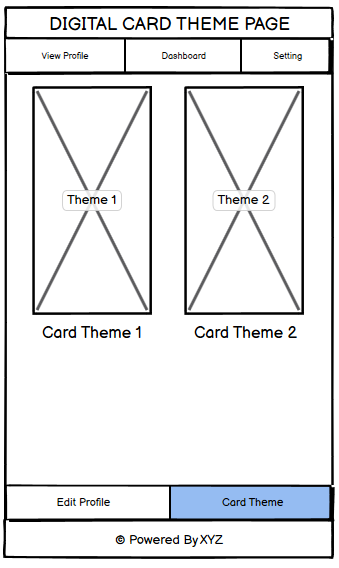 DIGITAL CARD THEME PAGE
View Profile Dashboard Setting
Theme 1 Theme 2
Card Theme 1 Card Theme 2
Edit Profile Card Theme
© Powered By XYZ